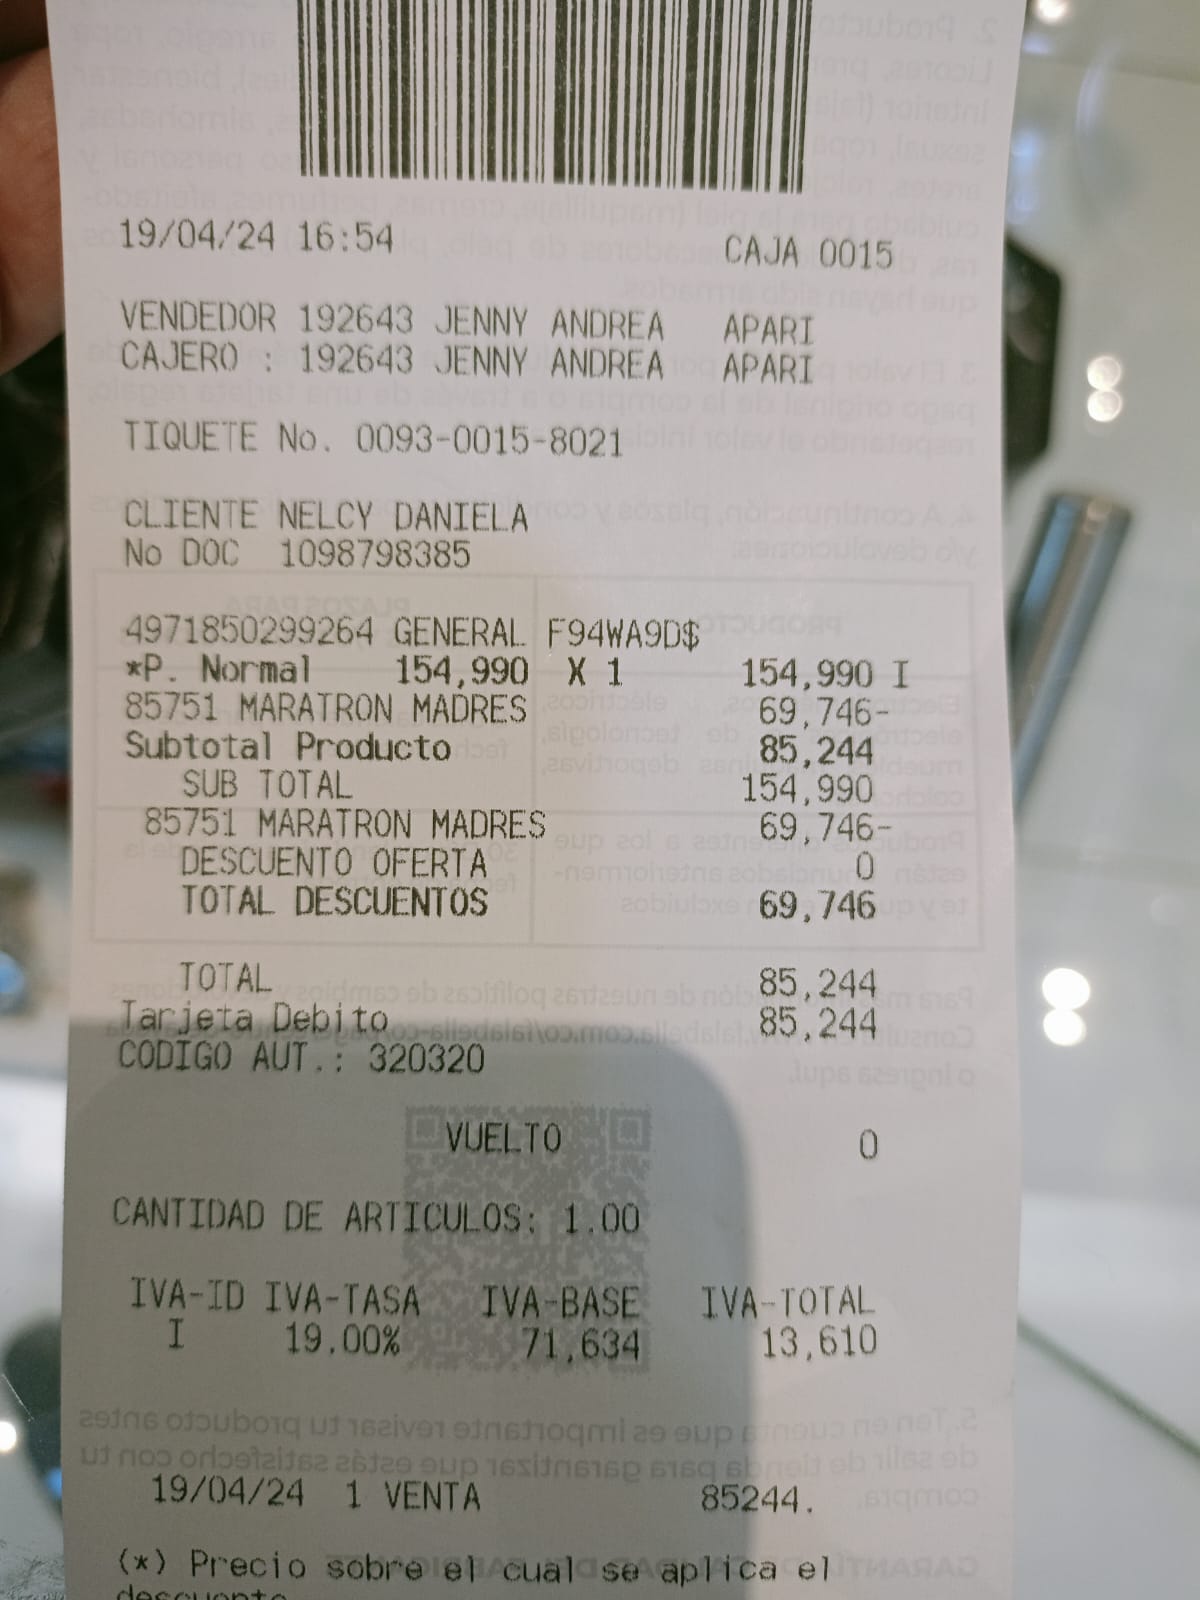 19/04/24 16:54 CAJA 0015
VENDEDOR 192643 JENNY ANDREA APARI
CAJERO : 192643 JENNY ANDREA APARI
TIQUETE No. 0093-0015-8021
CLIENTE NELCY DANIELA
No DOC 1098798385
4971850299264 GENERAL F94WA9D$
*P. Normal 154,990 X 1 154,990 I
85751 MARATRON MADRES 69,746-
Subtotal Producto 85,244
SUB TOTAL 154,990
85751 MARATRON MADRES 69,746-
DESCUENTO OFERTA 0
TOTAL DESCUENTOS 69,746
TOTAL 85,244
Tarjeta Debito 85,244
CODIGO AUT.: 320320
VUELTO 0
CANTIDAD DE ARTICULOS: 1.00
IVA-ID IVA-TASA IVA-BASE IVA-TOTAL
I 19.00% 71,634 13,610
19/04/24 1 VENTA 85244.
(*) Precio sobre el cual se aplica el
descuento